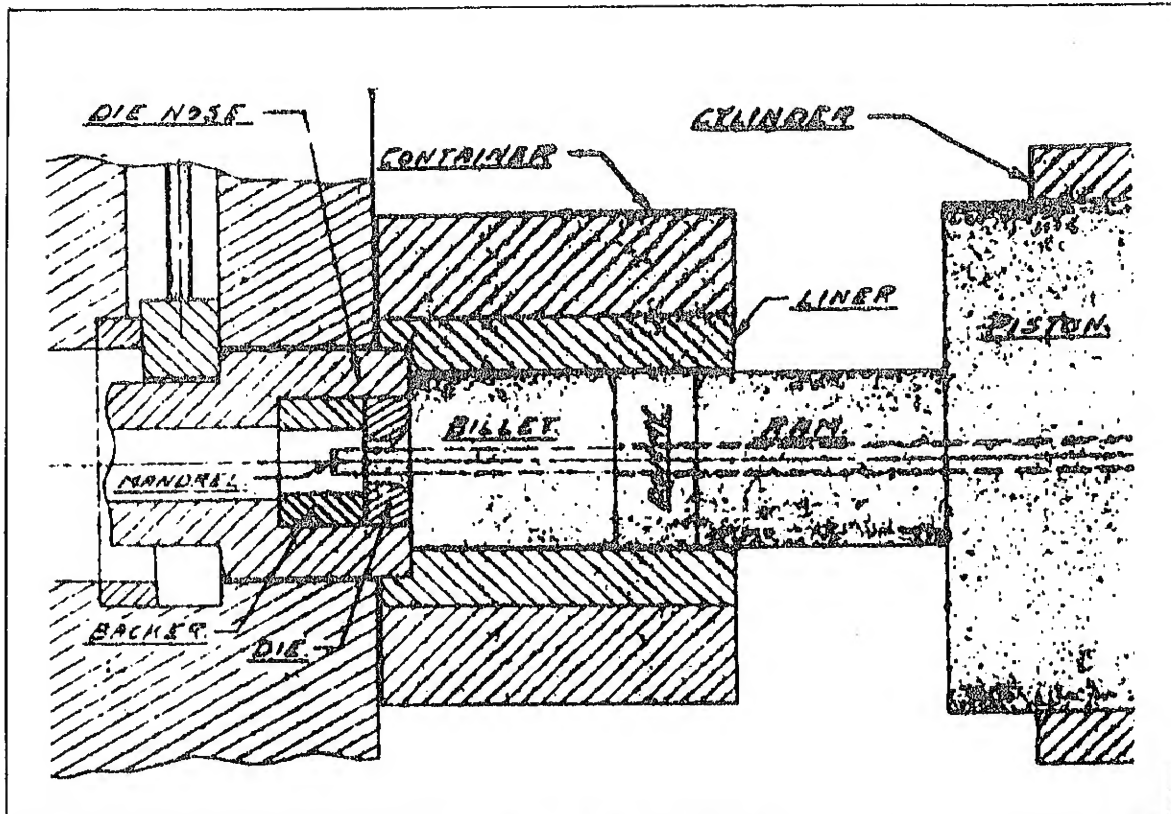 DIE NOSE
CYLINDER
CONTAINER
LINER
PISTON
BILLET
RAM
MANDREL
BACKER
DIE